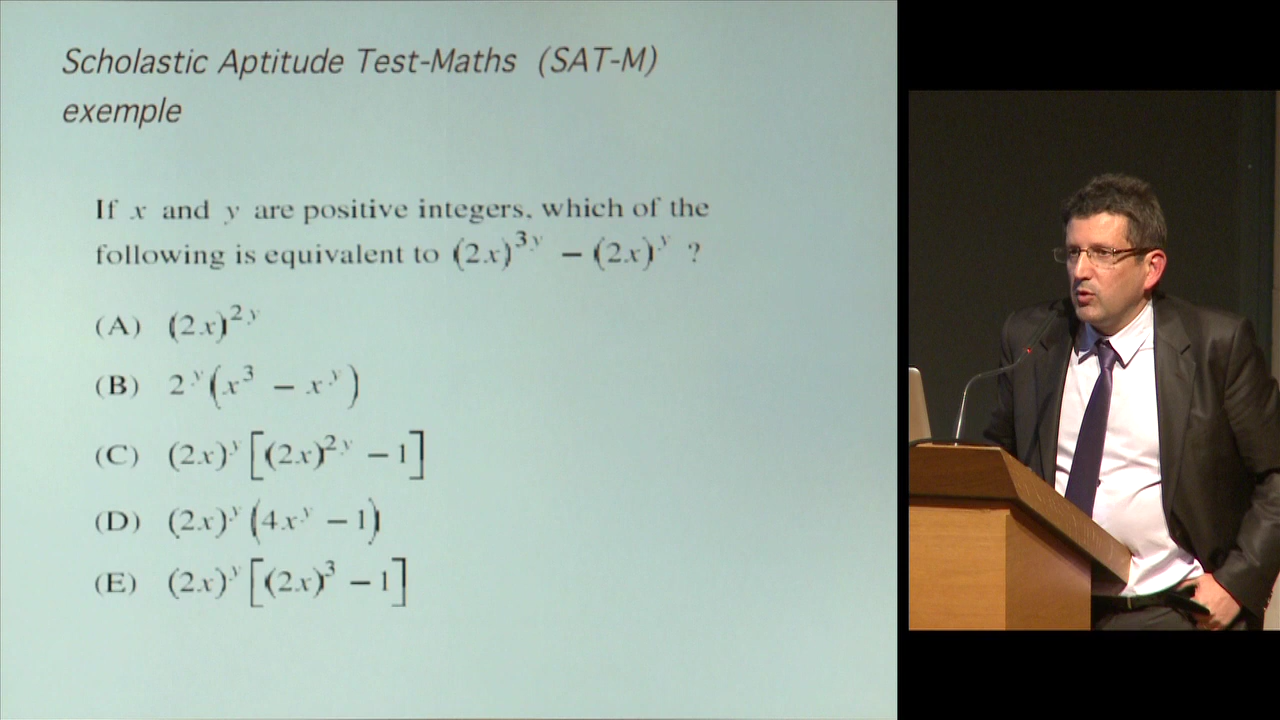 Scholastic Aptitude Test-Maths (SAT-M)
exemple
If x and y are positive integers, which of the
following is equivalent to (2x)^{3y} − (2x)^y ?
(A) (2x)^{2y}
(B) 2^y(x^3 − x^y)
(C) (2x)^y[(2x)^{2y} − 1]
(D) (2x)^y(4x^y − 1)
(E) (2x)^y[(2x)^3 − 1]